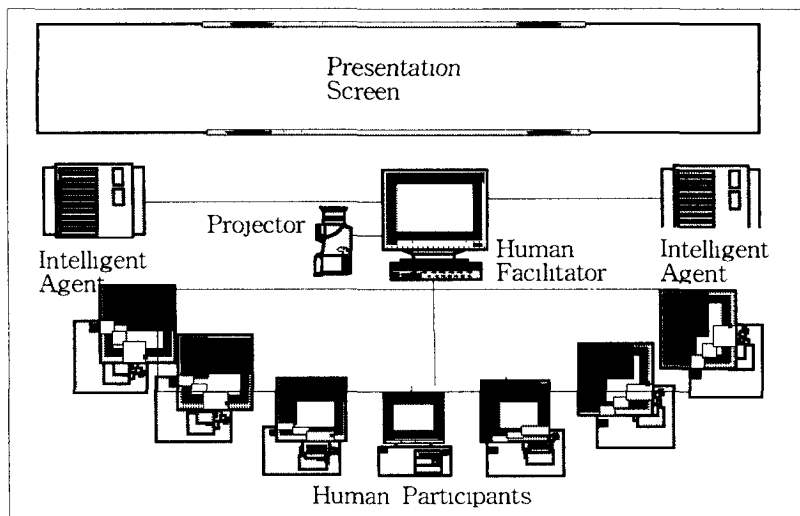 Presentation
Screen
Projector
Human
Facilitator
Intelligent
Agent
Intelligent
Agent
Human Participants